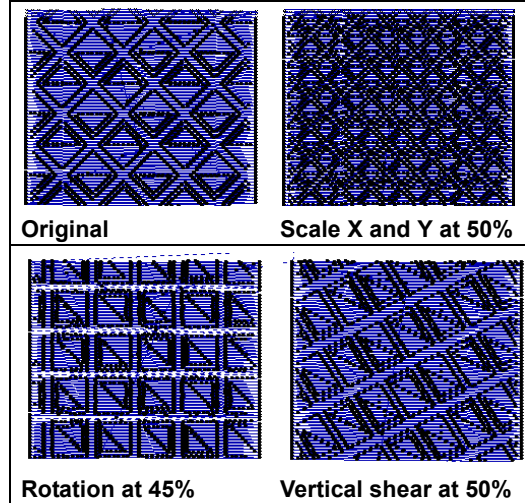 Original
Scale X and Y at 50%
Rotation at 45%
Vertical shear at 50%